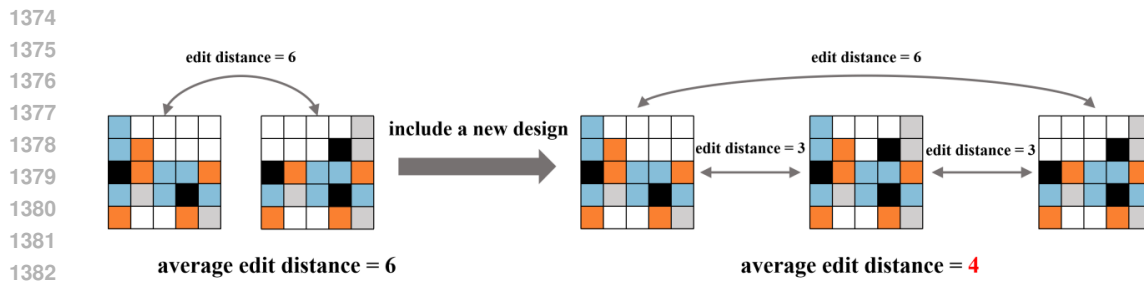 1374
1375
1376
1377
1378
1379
1380
1381
1382
edit distance = 6
include a new design
edit distance = 6
edit distance = 3
edit distance = 3
average edit distance = 6
average edit distance = 4